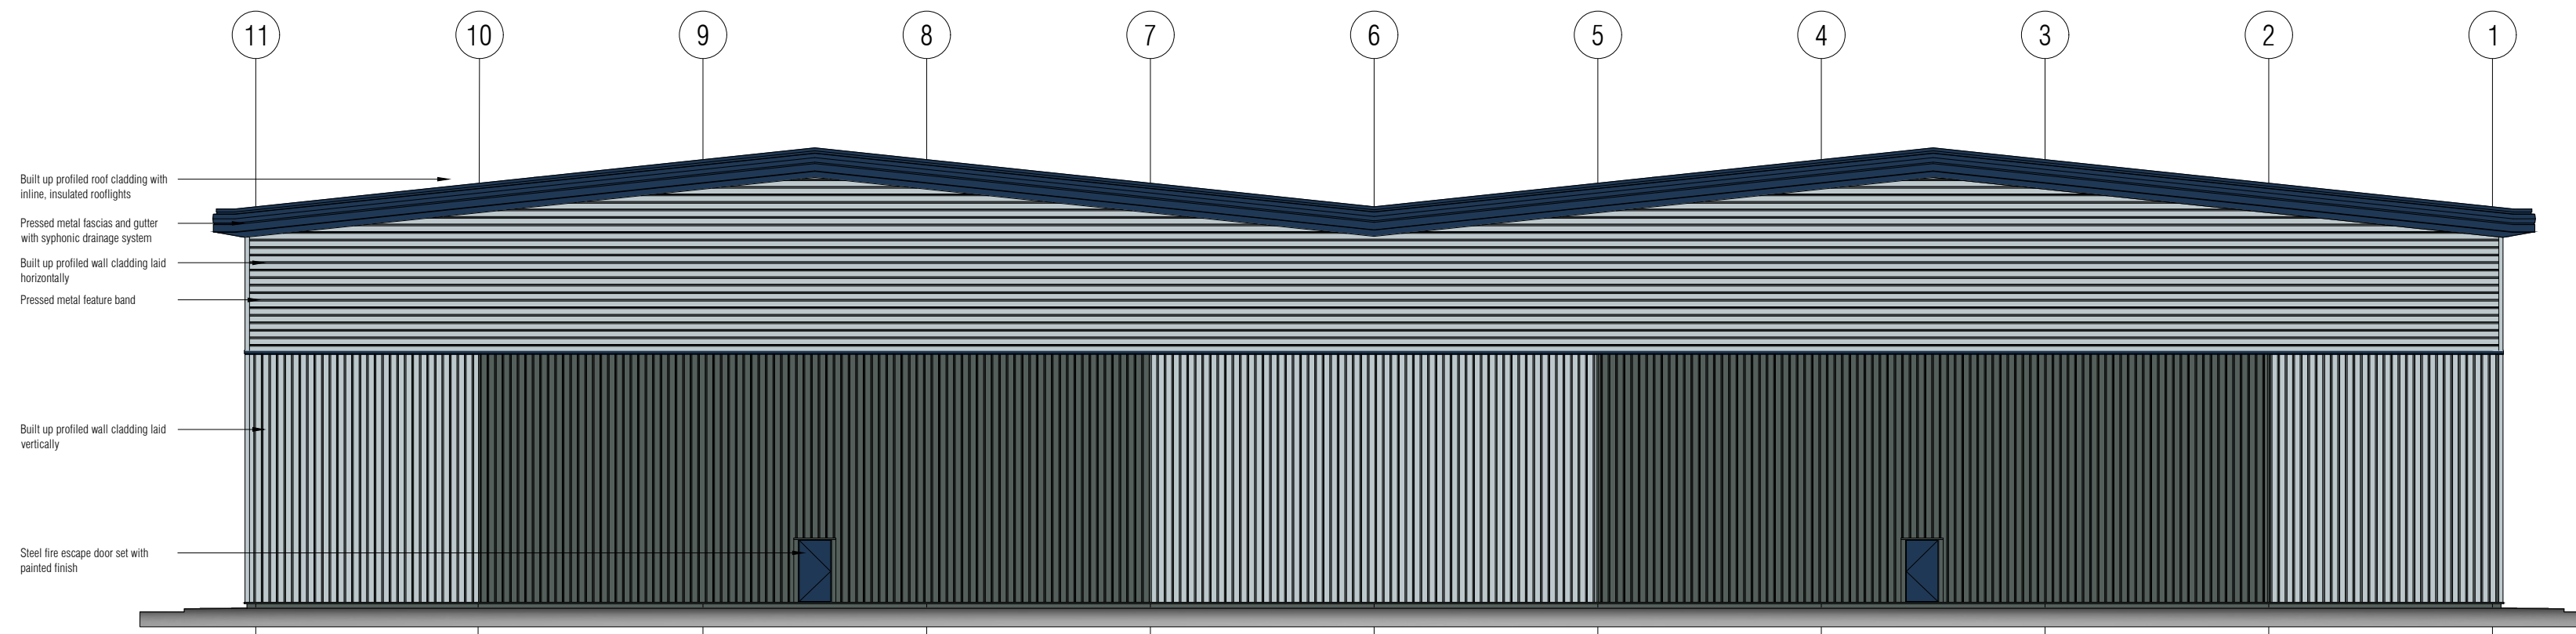 11 10 9 8 7 6 5 4 3 2 1
Built up profiled roof cladding with
inline, insulated rooflights
Pressed metal fascias and gutter
with syphonic drainage system
Built up profiled wall cladding laid
horizontally
Pressed metal feature band
Built up profiled wall cladding laid
vertically
Steel fire escape door set with
painted finish